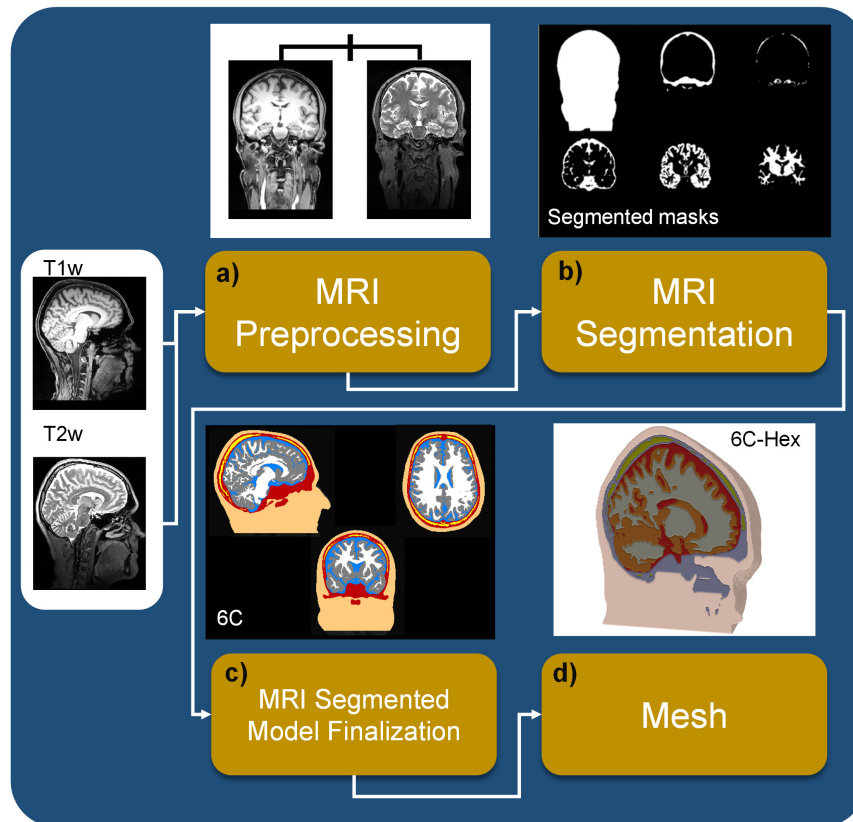 T1w
T2w
a)
MRI
Preprocessing
Segmented masks
b)
MRI
Segmentation
6C
c)
MRI Segmented
Model Finalization
6C-Hex
d)
Mesh